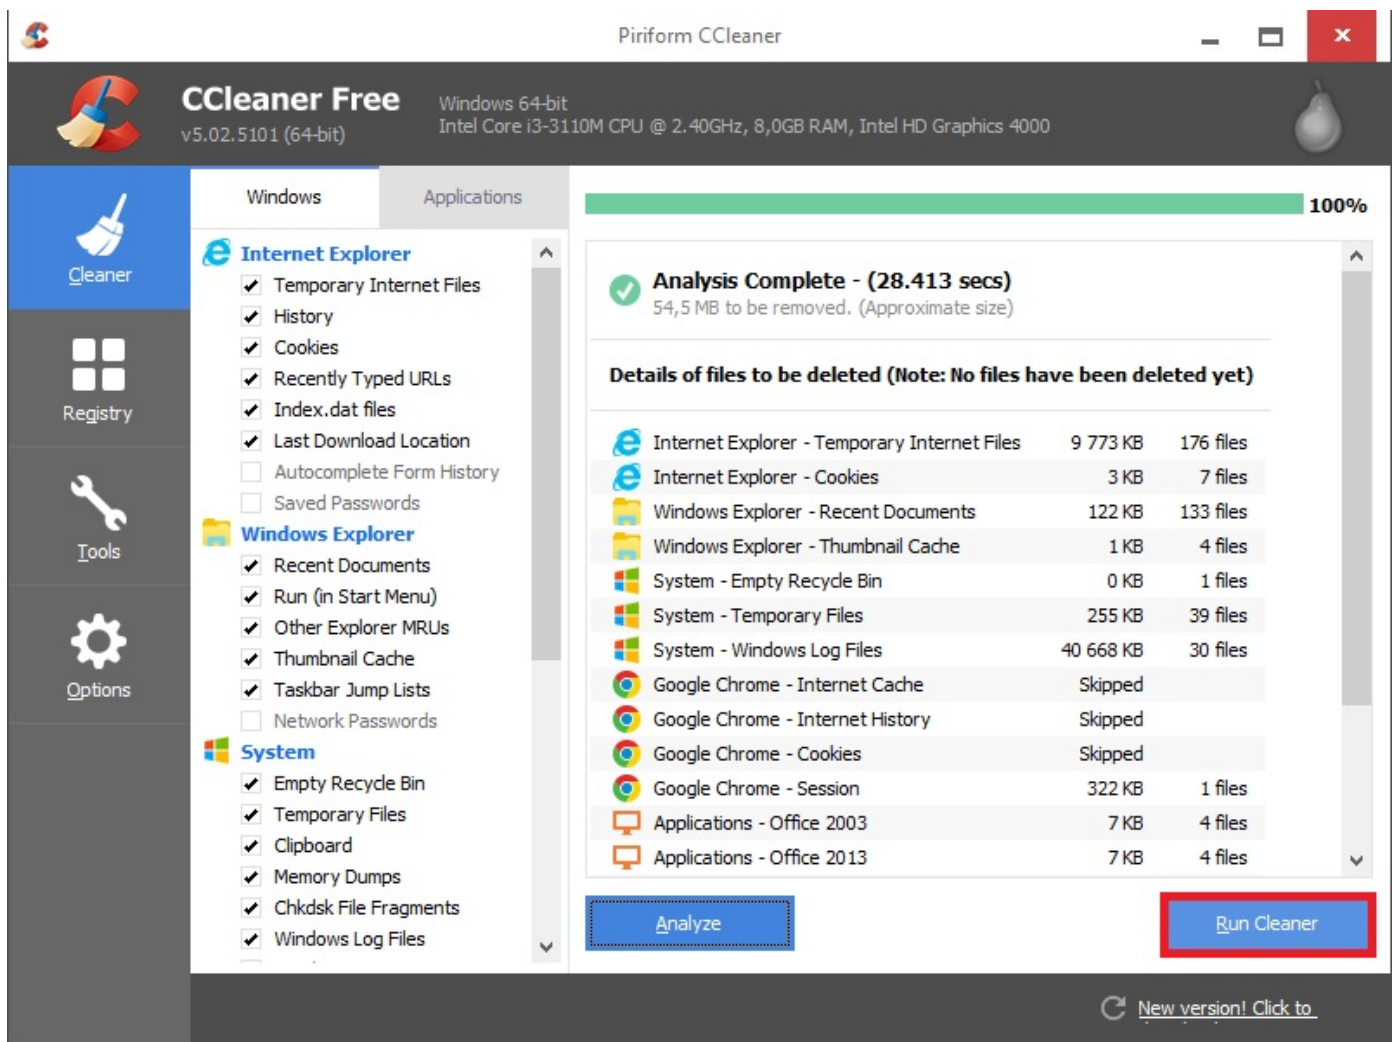 Piriform CCleaner
CCleaner Free
v5.02.5101 (64-bit)
Windows 64-bit
Intel Core i3-3110M CPU @ 2.40GHz, 8,0GB RAM, Intel HD Graphics 4000
Cleaner
Registry
Tools
Options
Windows
Applications
Internet Explorer
Temporary Internet Files
History
Cookies
Recently Typed URLs
Index.dat files
Last Download Location
Autocomplete Form History
Saved Passwords
Windows Explorer
Recent Documents
Run (in Start Menu)
Other Explorer MRUs
Thumbnail Cache
Taskbar Jump Lists
Network Passwords
System
Empty Recycle Bin
Temporary Files
Clipboard
Memory Dumps
Chkdsk File Fragments
Windows Log Files
100%
Analysis Complete - (28.413 secs)
54,5 MB to be removed. (Approximate size)
Details of files to be deleted (Note: No files have been deleted yet)
Internet Explorer - Temporary Internet Files 9 773 KB 176 files
Internet Explorer - Cookies 3 KB 7 files
Windows Explorer - Recent Documents 122 KB 133 files
Windows Explorer - Thumbnail Cache 1 KB 4 files
System - Empty Recycle Bin 0 KB 1 files
System - Temporary Files 255 KB 39 files
System - Windows Log Files 40 668 KB 30 files
Google Chrome - Internet Cache Skipped
Google Chrome - Internet History Skipped
Google Chrome - Cookies Skipped
Google Chrome - Session 322 KB 1 files
Applications - Office 2003 7 KB 4 files
Applications - Office 2013 7 KB 4 files
Analyze
Run Cleaner
New version! Click to